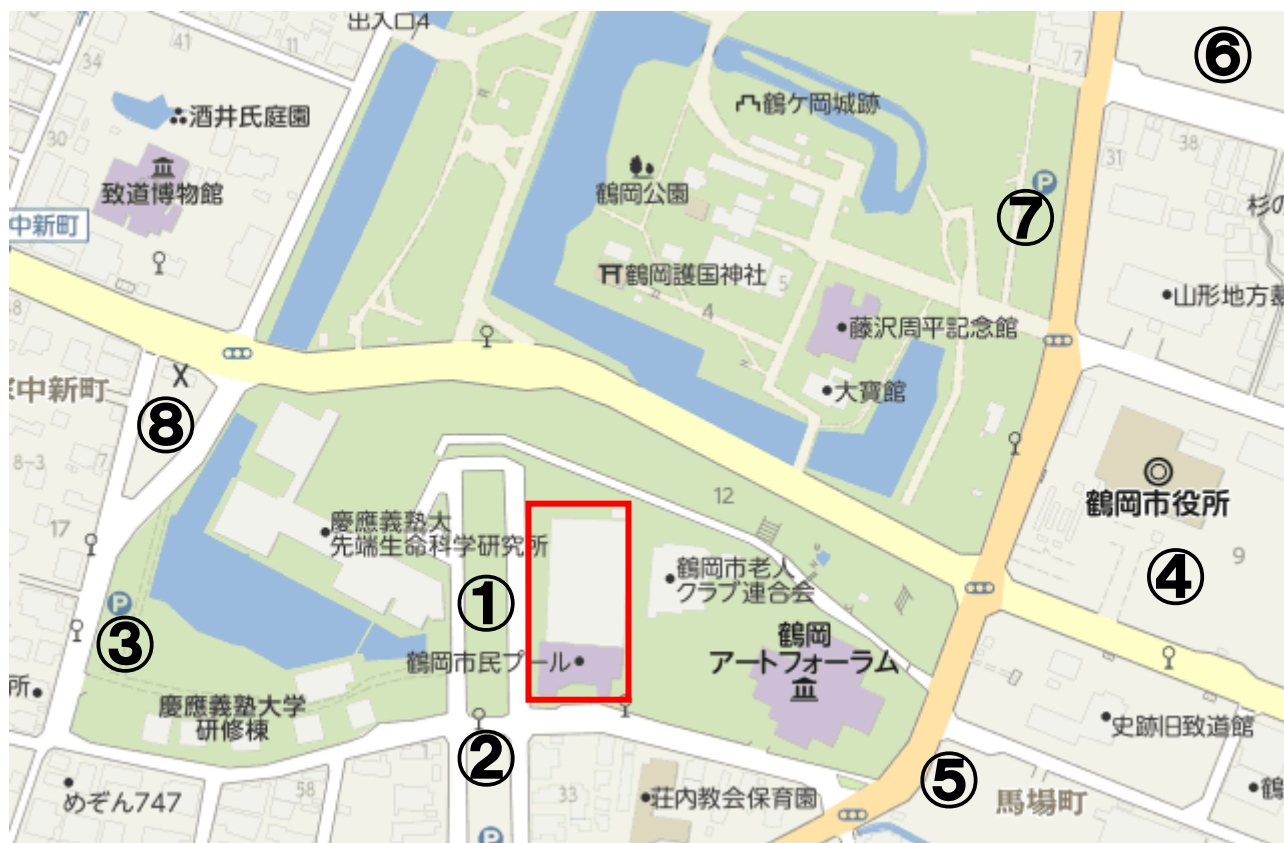 出入口4
41
11
34
酒井氏庭園
30
致道博物館
中新町
鶴ケ岡城跡
鶴岡公園
鶴岡護国神社
5
4
藤沢周平記念館
大寶館
7
⑥
38
31
P
⑦
杉の
山形地方裁
中新町
X
⑧
8-3
7
17
慶應義塾大
先端生命科学研究所
①
12
鶴岡市老人
クラブ連合会
鶴岡市役所
9
④
P
③
鶴岡市民プール
鶴岡
アートフォーラム
所
慶應義塾大学
研修棟
②
史跡旧致道館
⑤
馬場町
鶴
めぞん747
58
33
荘内教会保育園
P